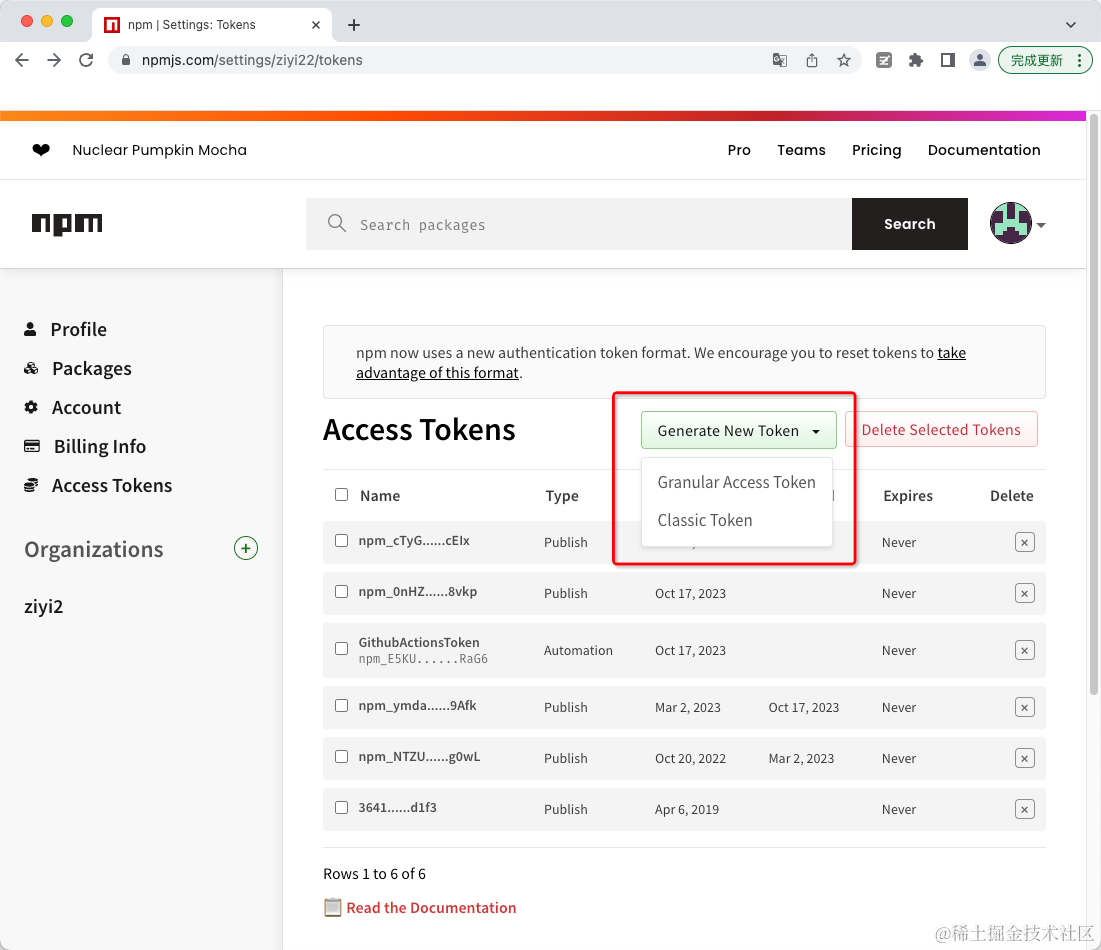 npm | Settings: Tokens
npmjs.com/settings/ziyi22/tokens
完成更新
Nuclear Pumpkin Mocha
Pro Teams Pricing Documentation
npm
Search packages
Search
Profile
Packages
Account
Billing Info
Access Tokens
Organizations
ziyi2
npm now uses a new authentication token format. We encourage you to reset tokens to take
advantage of this format.
Access Tokens
Generate New Token
Delete Selected Tokens
Granular Access Token
Classic Token
Name Type Expires Delete
npm_cTyG......cEIx Publish Never
npm_0nHZ......8vkp Publish Oct 17, 2023 Never
GithubActionsToken
npm_E5KU......RaG6 Automation Oct 17, 2023 Never
npm_ymda......9Afk Publish Mar 2, 2023 Oct 17, 2023 Never
npm_NTZU......g0wL Publish Oct 20, 2022 Mar 2, 2023 Never
3641......d1f3 Publish Apr 6, 2019 Never
Rows 1 to 6 of 6
Read the Documentation
@稀土掘金技术社区